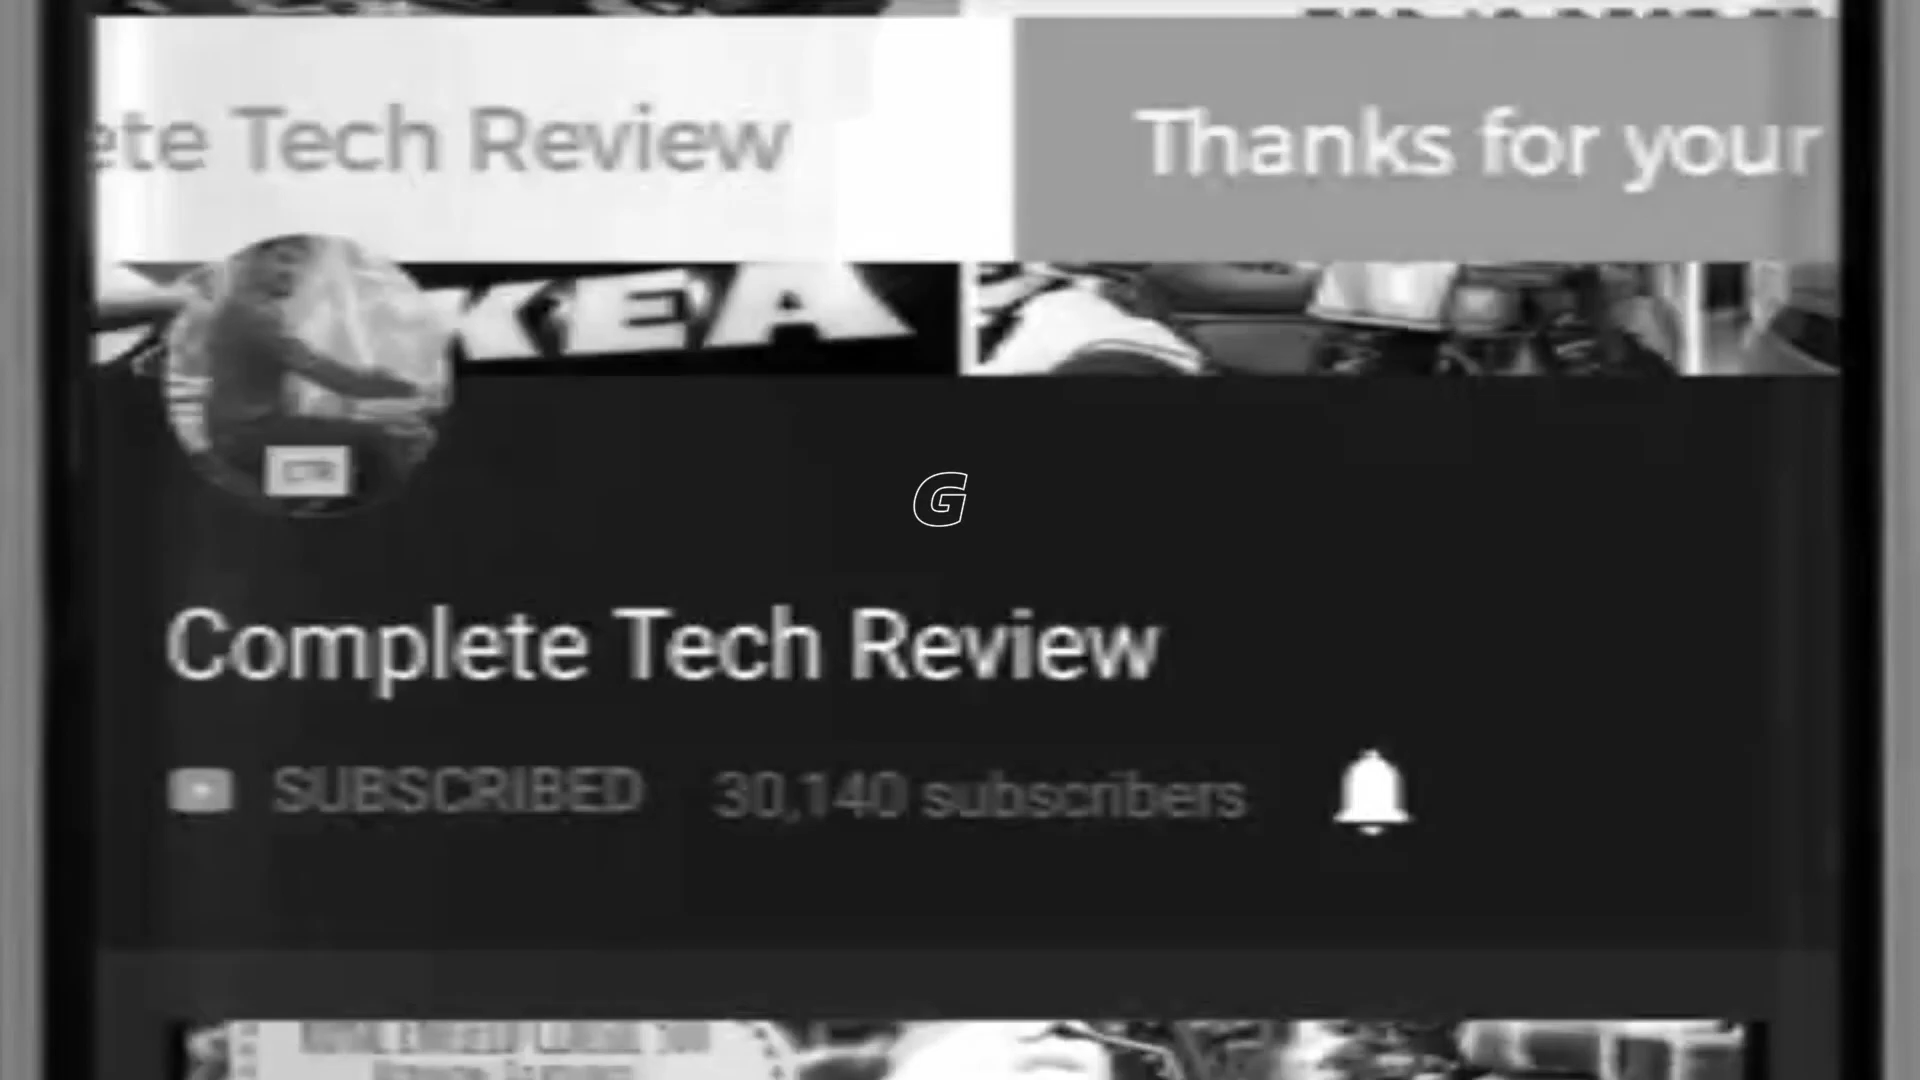 ete Tech Review
Thanks for your
KEA
G
Complete Tech Review
SUBSCRIBED 30,140 subscribers